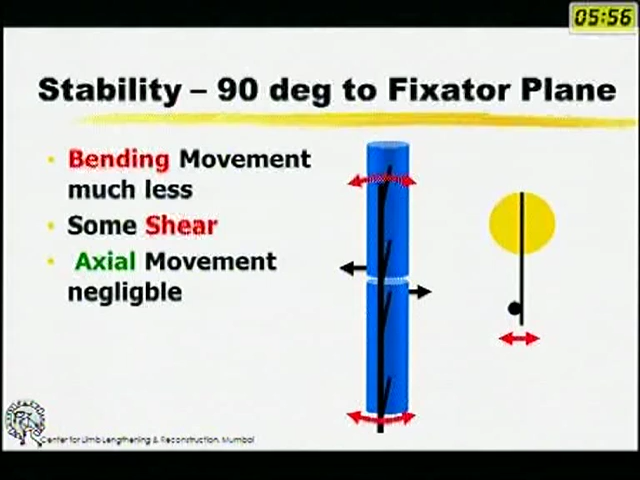 05:56
Stability – 90 deg to Fixator Plane
• Bending Movement
much less
• Some Shear
• Axial Movement
negligble
Center for Limb Lengthening & Reconstruction, Mumbai